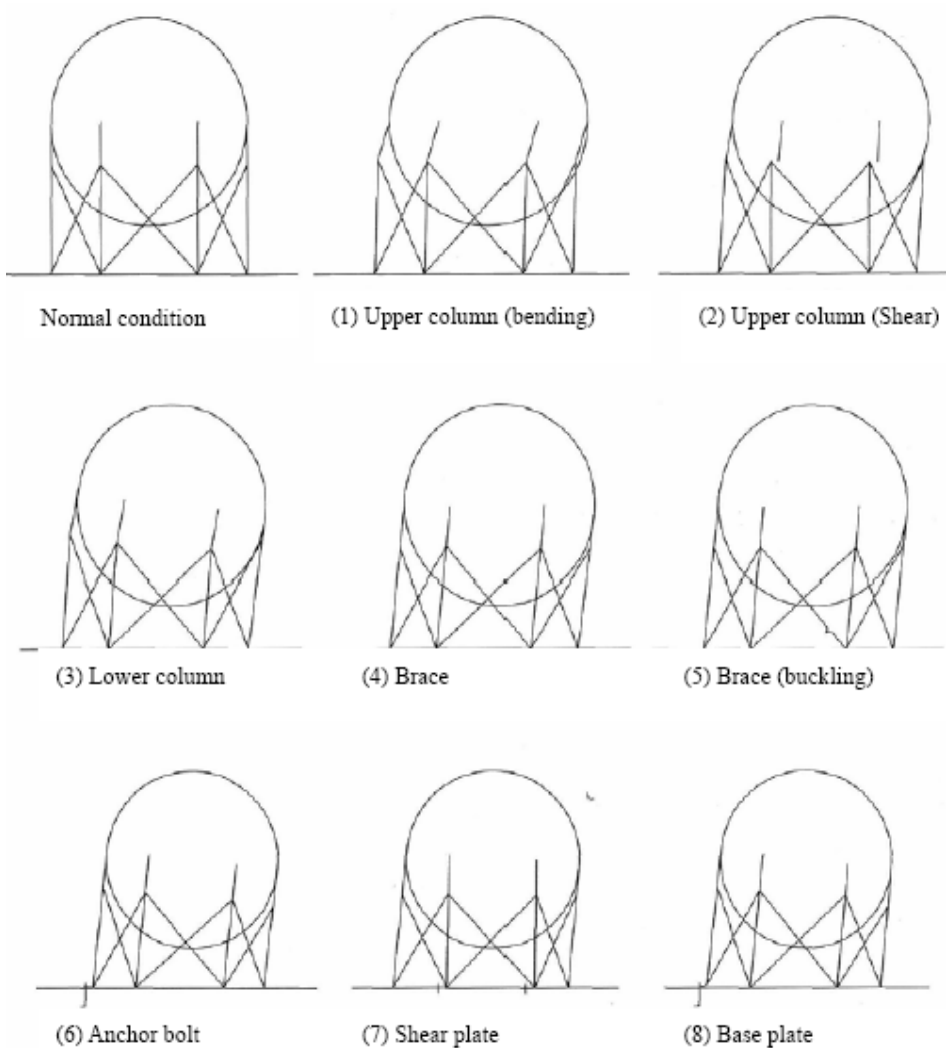 Normal condition
(1) Upper column (bending)
(2) Upper column (Shear)
(3) Lower column
(4) Brace
(5) Brace (buckling)
(6) Anchor bolt
(7) Shear plate
(8) Base plate